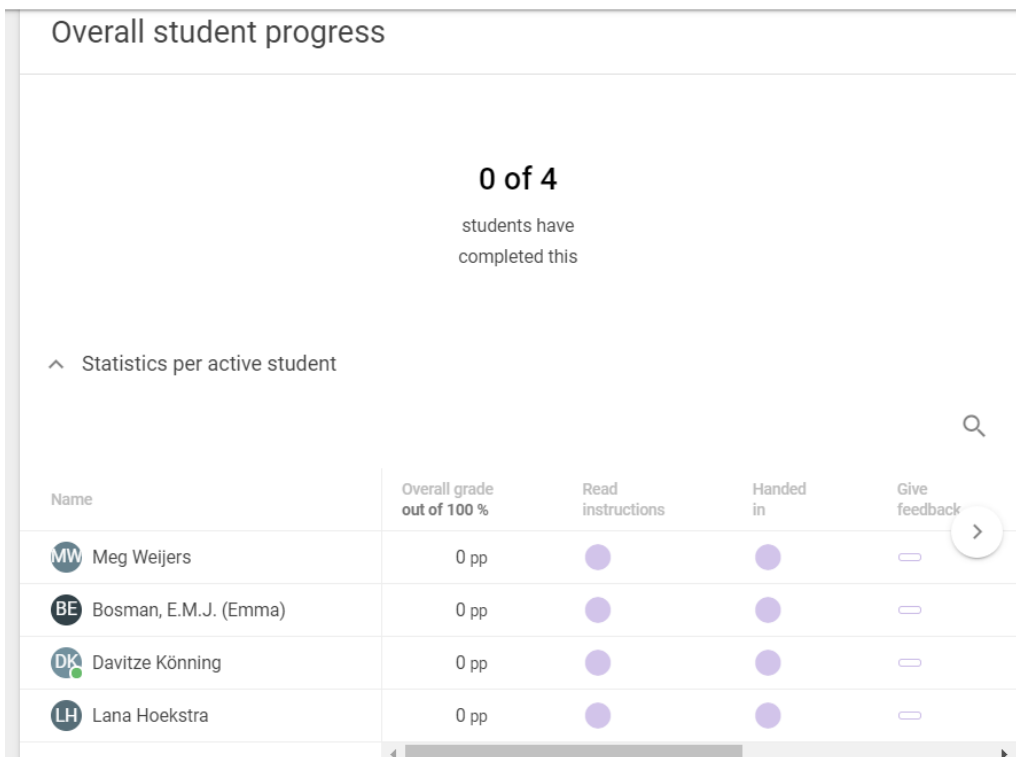 Overall student progress
0 of 4
students have
completed this
Statistics per active student
Name
Overall grade
out of 100 %
Read
instructions
Handed
in
Give
feedback
MW Meg Weijers 0 pp
BE Bosman, E.M.J. (Emma) 0 pp
DK Davitze Könning 0 pp
LH Lana Hoekstra 0 pp